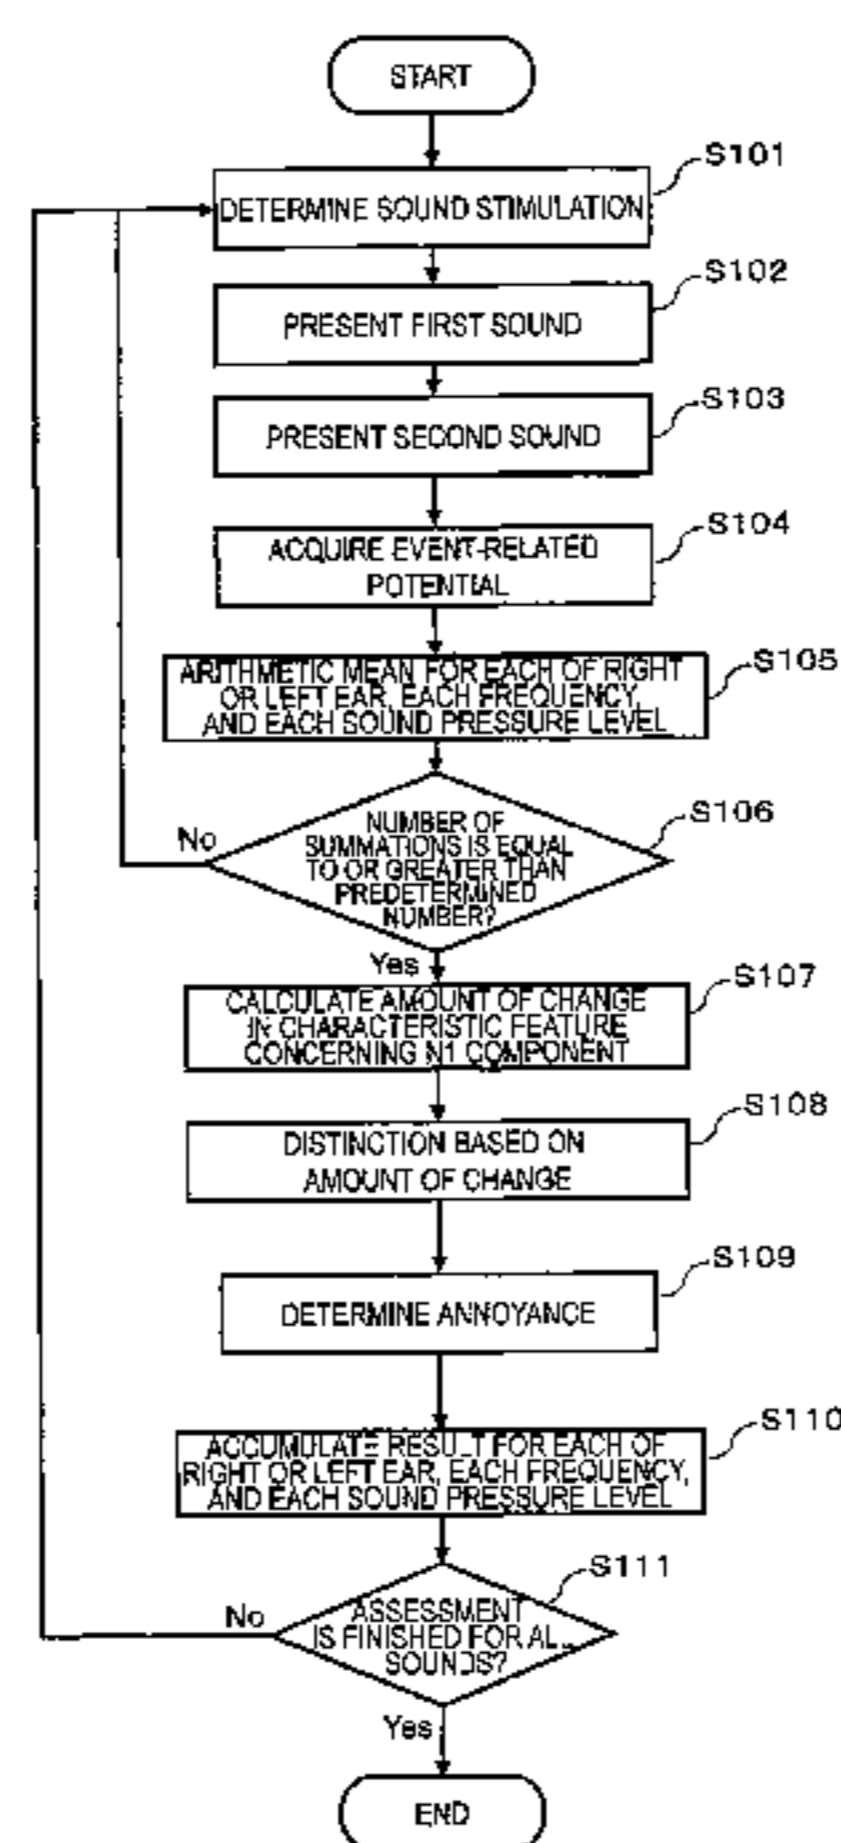 START
S101
DETERMINE SOUND STIMULATION
S102
PRESENT FIRST SOUND
S103
PRESENT SECOND SOUND
S104
ACQUIRE EVENT-RELATED
POTENTIAL
S105
ARITHMETIC MEAN FOR EACH OF RIGHT
OR LEFT EAR, EACH FREQUENCY,
AND EACH SOUND PRESSURE LEVEL
S106
No
NUMBER OF
SUMMATIONS IS EQUAL
TO OR GREATER THAN
PREDETERMINED
NUMBER?
Yes
S107
CALCULATE AMOUNT OF CHANGE
IN CHARACTERISTIC FEATURE
CONCERNING N1 COMPONENT
S108
DISTINCTION BASED ON
AMOUNT OF CHANGE
S109
DETERMINE ANNOYANCE
S110
ACCUMULATE RESULT FOR EACH OF
RIGHT OR LEFT EAR, EACH FREQUENCY,
AND EACH SOUND PRESSURE LEVEL
S111
No
ASSESSMENT
IS FINISHED FOR ALL
SOUNDS?
Yes
END